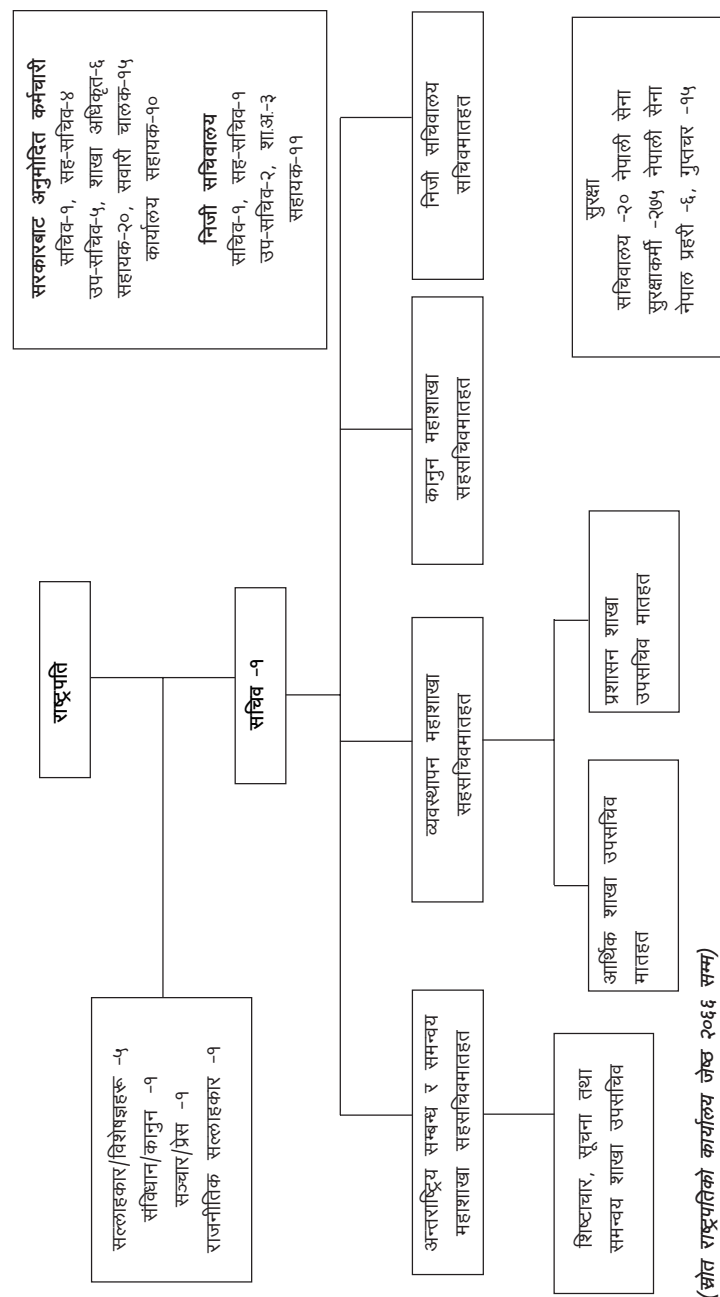 राष्ट्रपति
सरकारबाट अनुमोदित कर्मचारी
सचिव-१, सह-सचिव-४
उप-सचिव-५, शाखा अधिकृत-६
सहायक-२०, सवारी चालक-१५
कार्यालय सहायक-१०
निजी सचिवालय
सचिव-१, सह-सचिव-१
उप-सचिव-२, शा.अ.-३
सहायक-११
सल्लाहकार/विशेषज्ञहरू -५
संविधान/कानुन -१
सञ्चार/प्रेस -१
राजनीतिक सल्लाहकार -१
सचिव -१
अन्तराष्ट्रिय सम्बन्ध र समन्वय
महाशाखा सहसचिवमातहत
व्यवस्थापन महाशाखा
सहसचिवमातहत
कानुन महाशाखा
सहसचिवमातहत
निजी सचिवालय
सचिवमातहत
शिष्टाचार, सूचना तथा
समन्वय शाखा उपसचिव
आर्थिक शाखा उपसचिव
मातहत
प्रशासन शाखा
उपसचिव मातहत
सुरक्षा
सचिवालय -२० नेपाली सेना
सुरक्षाकर्मी -२७५ नेपाली सेना
नेपाल प्रहरी -६, गुप्तचर -१५
(स्रोत राष्ट्रपतिको कार्यालय जेष्ठ २०६६ सम्म)